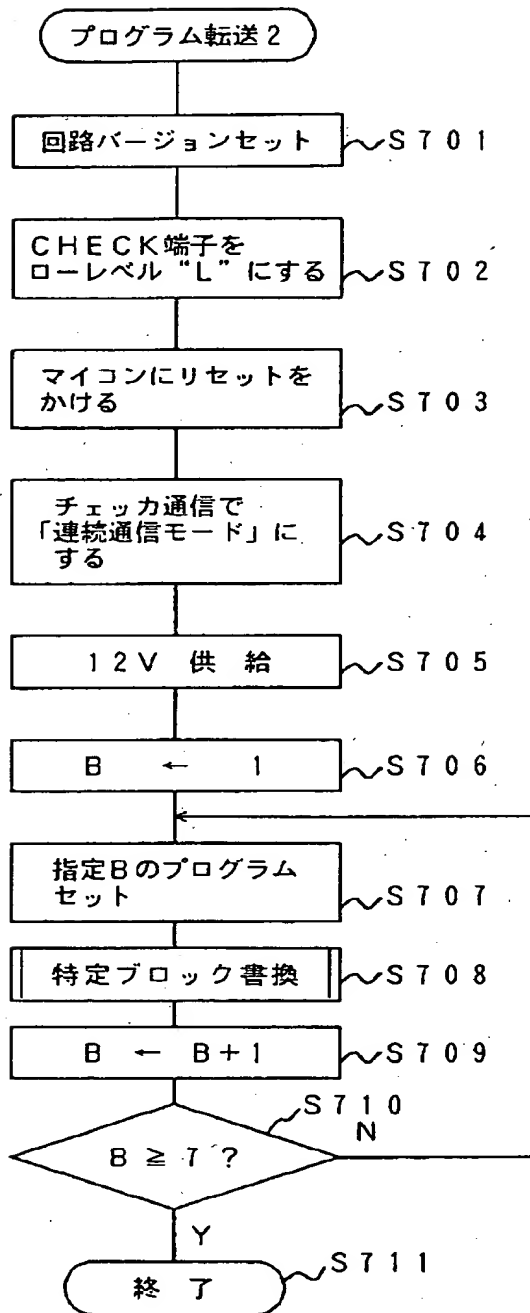 プログラム転送2
回路バージョンセット
S701
CHECK端子を
ローレベル“L”にする
S702
マイコンにリセットを
かける
S703
チェッカ通信で
「連続通信モード」に
する
S704
12V 供給
S705
B ← 1
S706
指定Bのプログラム
セット
S707
特定ブロック書換
S708
B ← B+1
S709
S710
B ≧ 7?
N
Y
S711
終了